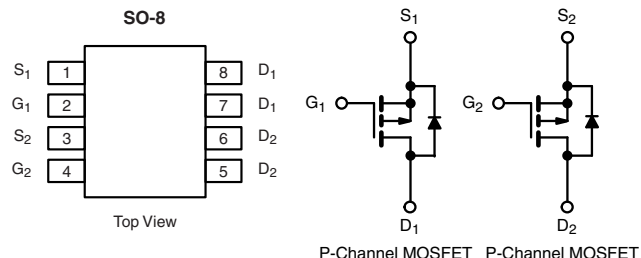 SO-8
S1 1 8 D1
G1 2 7 D1
S2 3 6 D2
G2 4 5 D2
Top View
S1 S2
G1 G2
D1 D2
P-Channel MOSFET P-Channel MOSFET